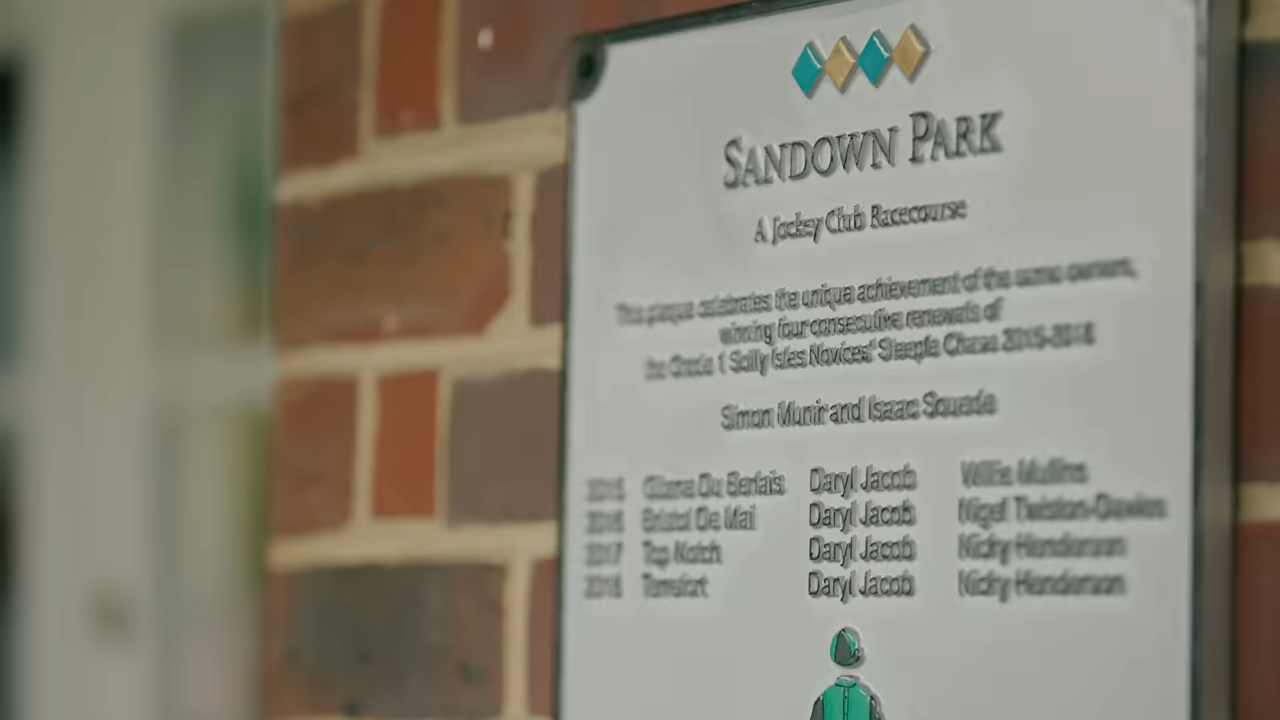 SANDOWN PARK
A Jockey Club Racecourse
This plaque celebrates the unique achievement of the same owners,
winning four consecutive renewals of
the Grade 1 Scilly Isles Novices' Steeple Chase 2015-2018
Simon Munir and Isaac Souede
2015 Gitane Du Berlais Daryl Jacob Willie Mullins
2016 Bristol De Mai Daryl Jacob Nigel Twiston-Davies
2017 Top Notch Daryl Jacob Nicky Henderson
2018 Terrefort Daryl Jacob Nicky Henderson